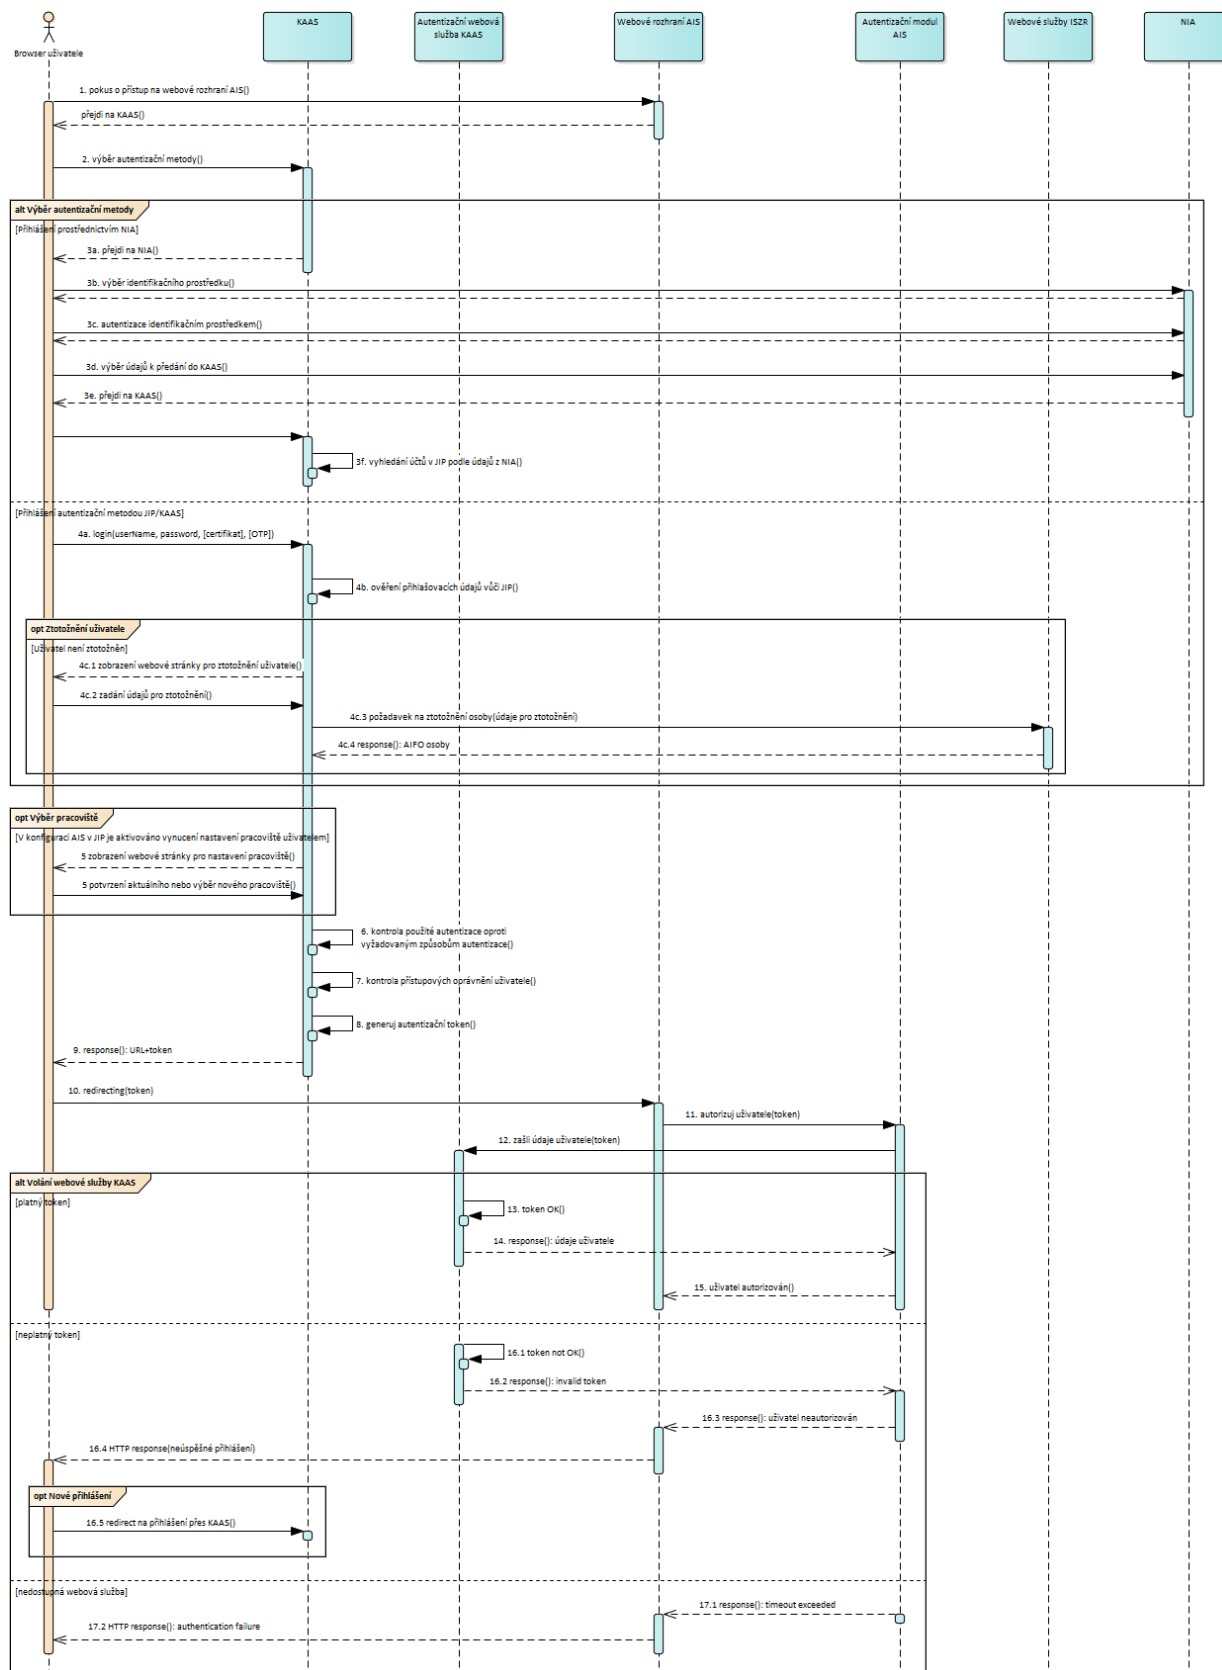 Browser uživatele
KAAS
Autentizační webová
služba KAAS
Webové rozhraní AIS
Autentizační modul
AIS
Webové služby ISZR
NIA
1. pokus o přístup na webové rozhraní AIS()
přejdi na KAAS()
2. výběr autentizační metody()
alt Výběr autentizační metody
[Přihlášení prostřednictvím NIA]
3a. přejdi na NIA()
3b. výběr identifikačního prostředku()
3c. autentizace identifikačním prostředkem()
3d. výběr údajů k předání do KAAS()
3e. přejdi na KAAS()
3f. vyhledání účtů v JIP podle údajů z NIA()
[Přihlášení autentizační metodou JIP/KAAS]
4a. login(userName, password, [certifikat], [OTP])
4b. ověření přihlašovacích údajů vůči JIP()
opt Ztotožnění uživatele
[Uživatel není ztotožněn]
4c.1 zobrazení webové stránky pro ztotožnění uživatele()
4c.2 zadání údajů pro ztotožnění()
4c.3 požadavek na ztotožnění osoby(údaje pro ztotožnění)
4c.4 response(): AIFO osoby
opt Výběr pracoviště
[V konfiguraci AIS v JIP je aktivováno vynucení nastavení pracoviště uživatelem]
5 zobrazení webové stránky pro nastavení pracoviště()
5 potvrzení aktuálního nebo výběr nového pracoviště()
6. kontrola použité autentizace oproti
vyžadovaným způsobům autentizace()
7. kontrola přístupových oprávnění uživatele()
8. generuj autentizační token()
9. response(): URL+token
10. redirecting(token)
11. autorizuj uživatele(token)
12. zašli údaje uživatele(token)
alt Volání webové služby KAAS
[platný token]
13. token OK()
14. response(): údaje uživatele
15. uživatel autorizován()
[neplatný token]
16.1 token not OK()
16.2 response(): invalid token
16.3 response(): uživatel neautorizován
16.4 HTTP response(neúspěšné přihlášení)
opt Nové přihlášení
16.5 redirect na přihlášení přes KAAS()
[nedostupná webová služba]
17.1 response(): timeout exceeded
17.2 HTTP response(): authentication failure